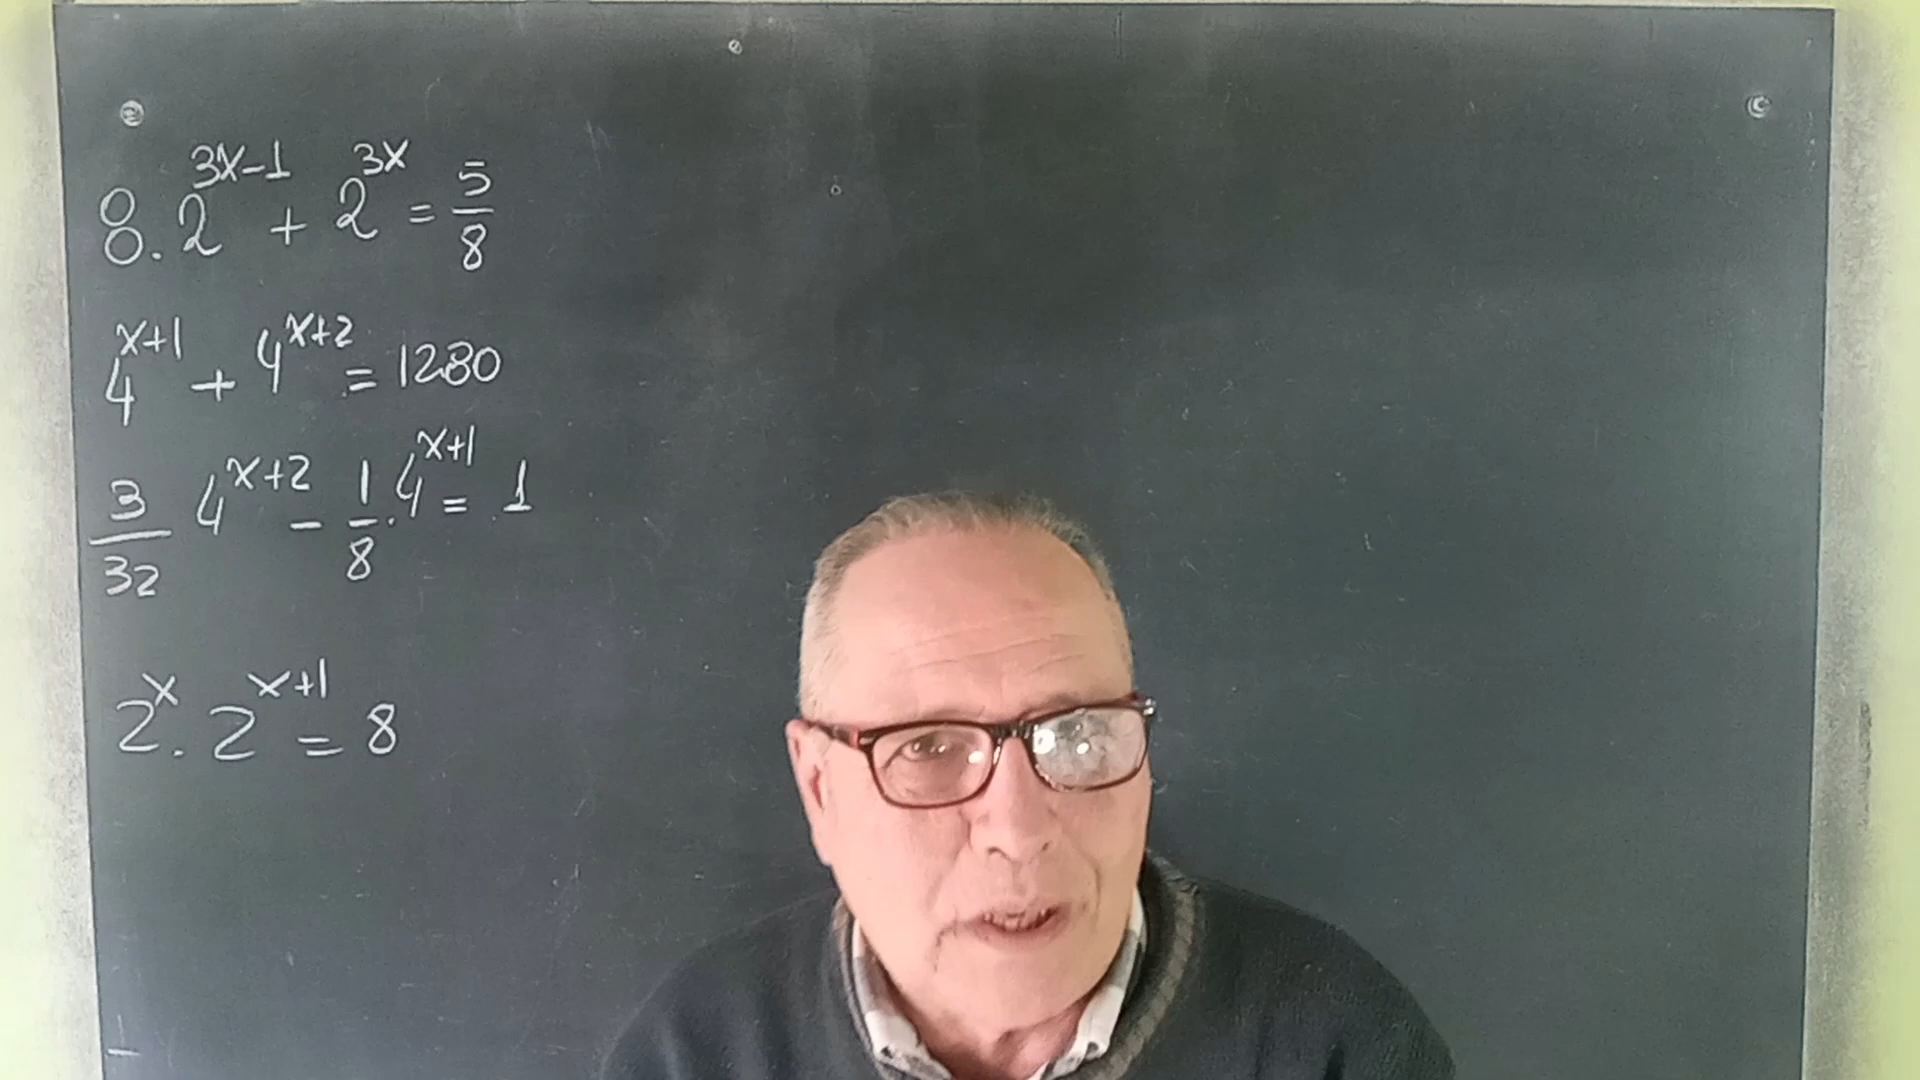 8 . 2^(3x-1) + 2^(3x) = 5/8
4^(x+1) + 4^(x+2) = 1280
3/32 4^(x+2) - 1/8 . 4^(x+1) = 1
2^x . 2^(x+1) = 8